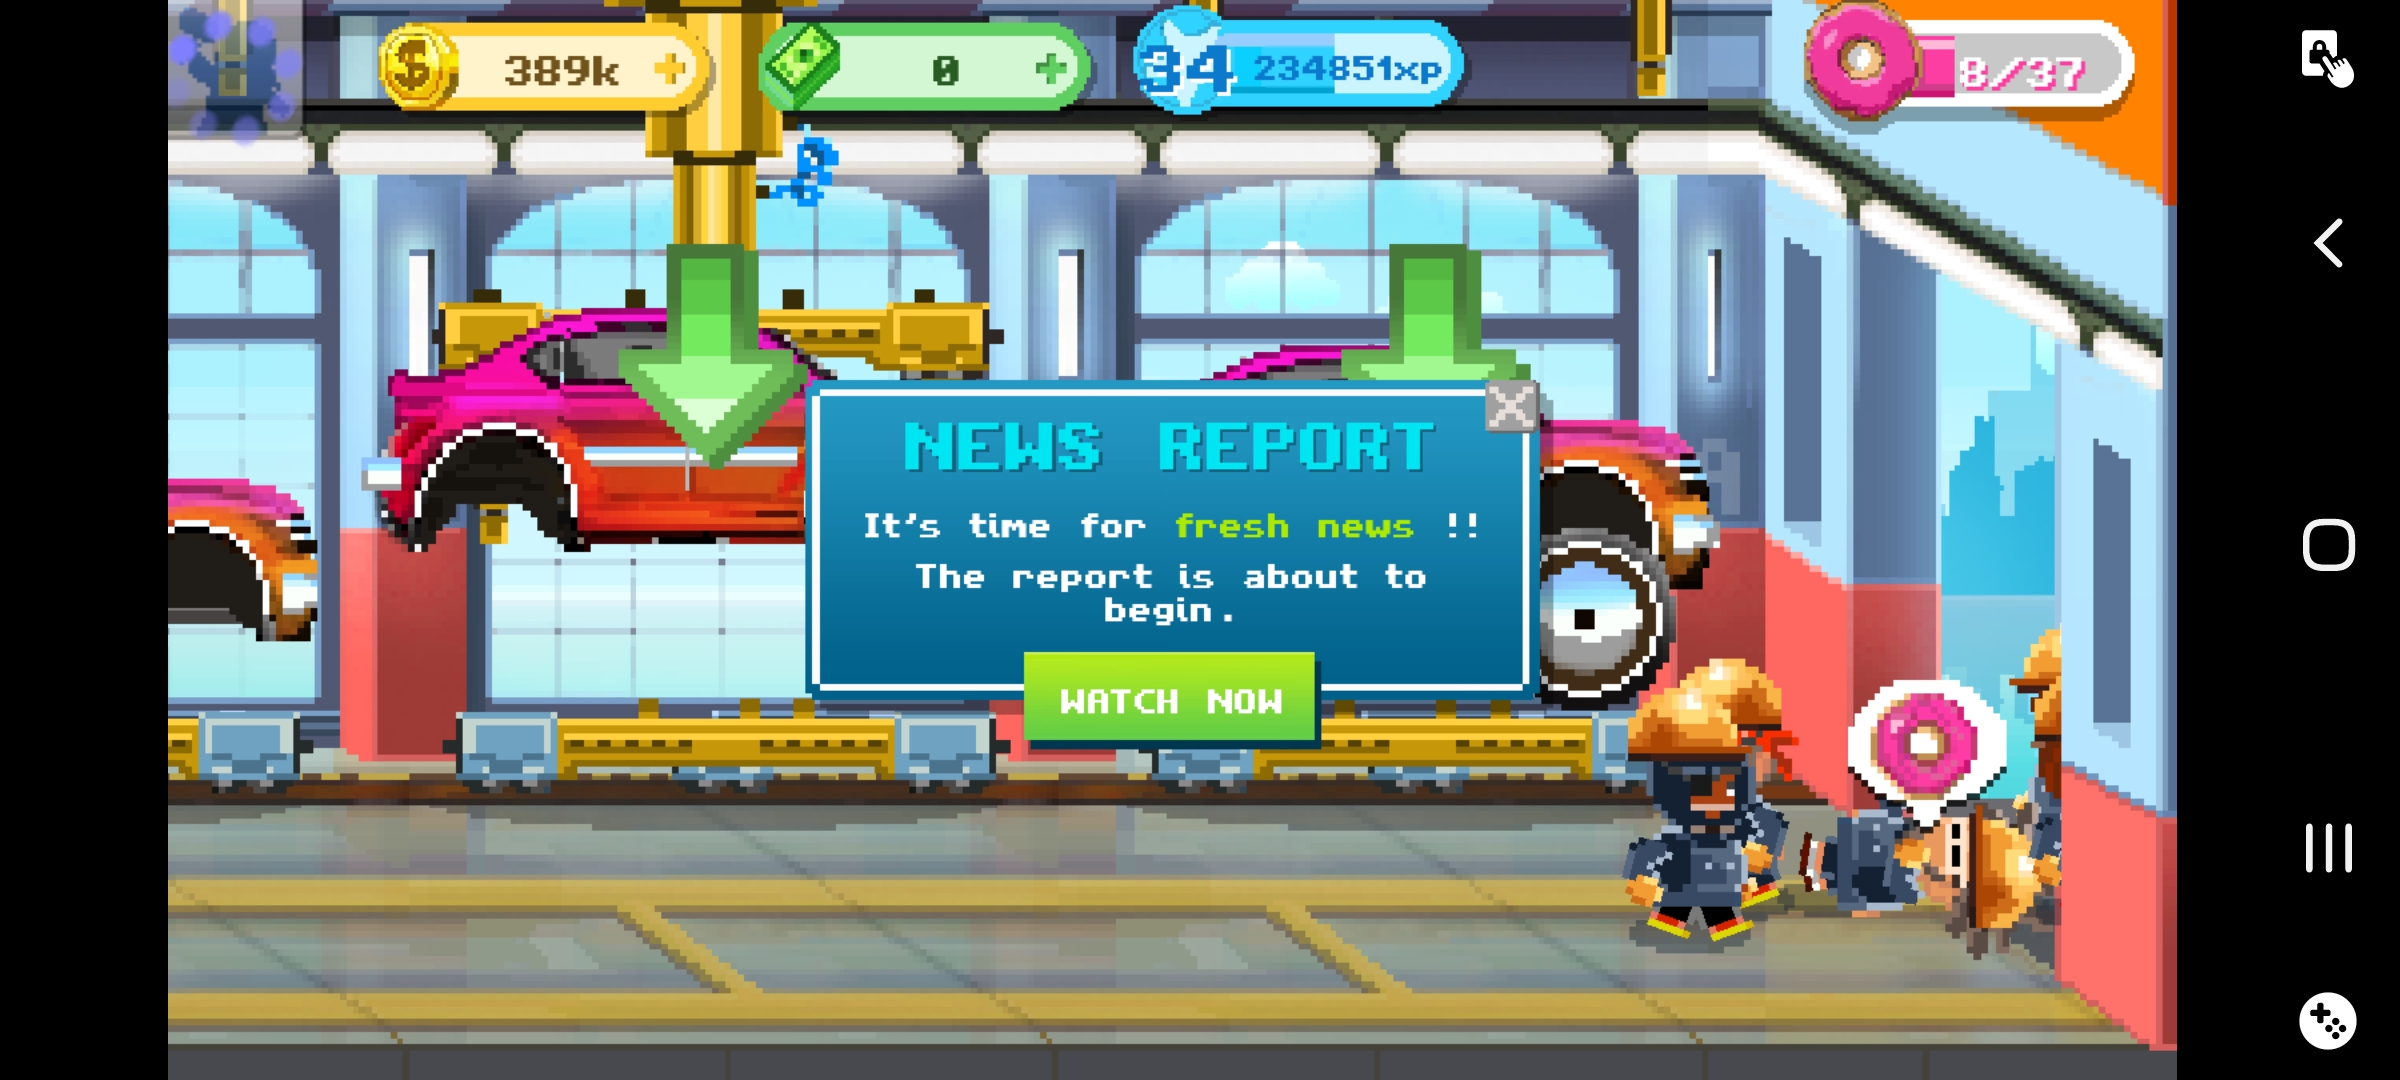 389k
0
34 234851xp
8/37
NEWS REPORT
It's time for fresh news !!
The report is about to
begin.
WATCH NOW